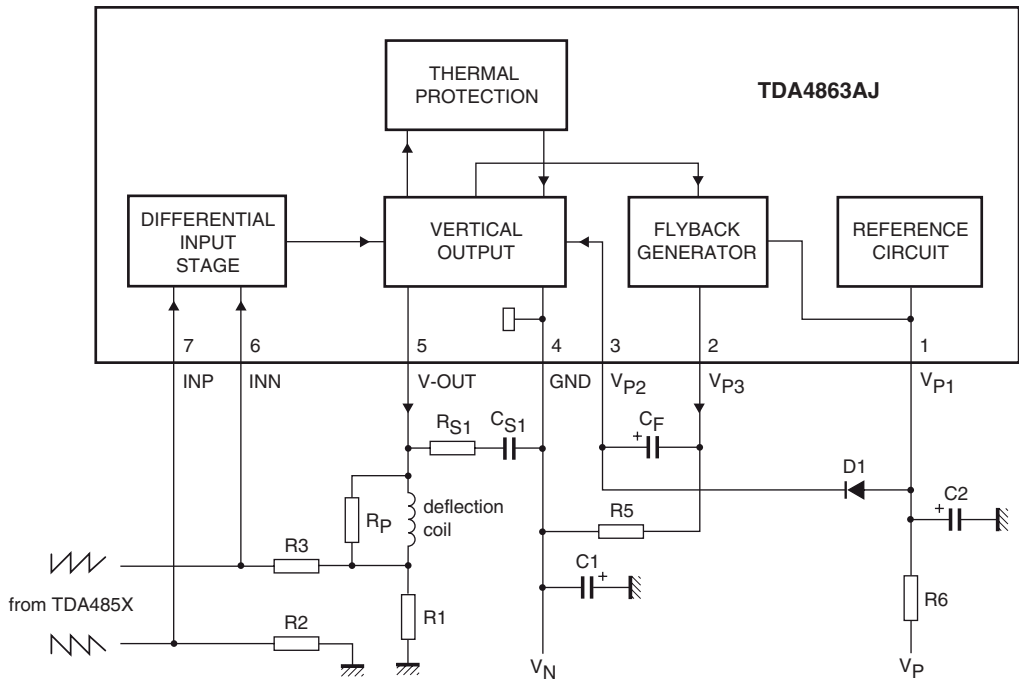 THERMAL
PROTECTION
TDA4863AJ
DIFFERENTIAL
INPUT
STAGE
VERTICAL
OUTPUT
FLYBACK
GENERATOR
REFERENCE
CIRCUIT
7 6 5 4 3 2 1
INP INN V-OUT GND VP2 VP3 VP1
RS1 CS1 CF
+
D1
C2
+
deflection
coil
RP
R5
R3
C1
+
from TDA485X
R1
R6
R2
VN VP